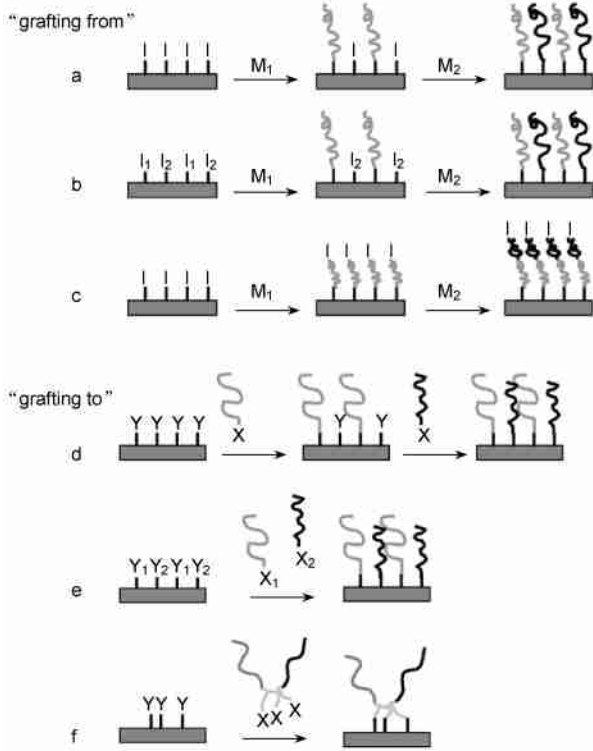 "grafting from"
I I I I
I I
a
M₁
M₂
I₁ I₂ I₁ I₂
I₂ I₂
b
M₁
M₂
I I I I
I I I I
I I I I
c
M₁
M₂
"grafting to"
Y Y Y Y
X
Y Y
X
d
Y₁ Y₂ Y₁ Y₂
X₁
X₂
e
YY Y
X X X
f